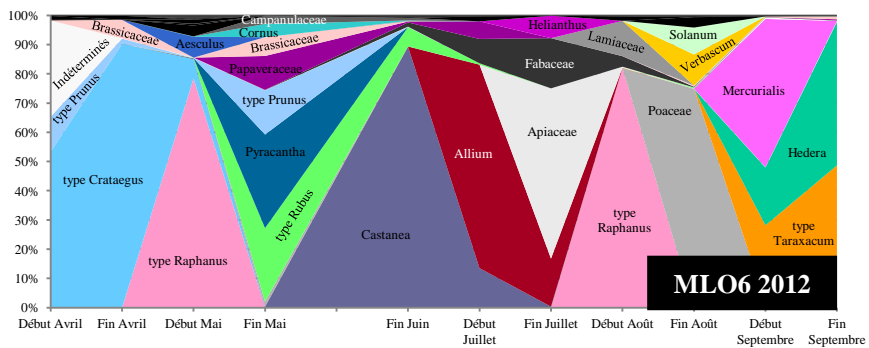 100%
90%
80%
70%
60%
50%
40%
30%
20%
10%
0%
Indéterminés
type Prunus
type Crataegus
Brassicaceae
Aesculus
type Raphanus
Campanulaceae
Cornus
Brassicaceae
Papaveraceae
type Prunus
Pyracantha
type Rubus
Castanea
Allium
Helianthus
Fabaceae
Apiaceae
Lamiaceae
type
Raphanus
Solanum
Verbascum
Poaceae
Mercurialis
Hedera
type
Taraxacum
MLO6 2012
Début Avril
Fin Avril
Début Mai
Fin Mai
Fin Juin
Début
Juillet
Fin Juillet
Début Août
Fin Août
Début
Septembre
Fin
Septembre